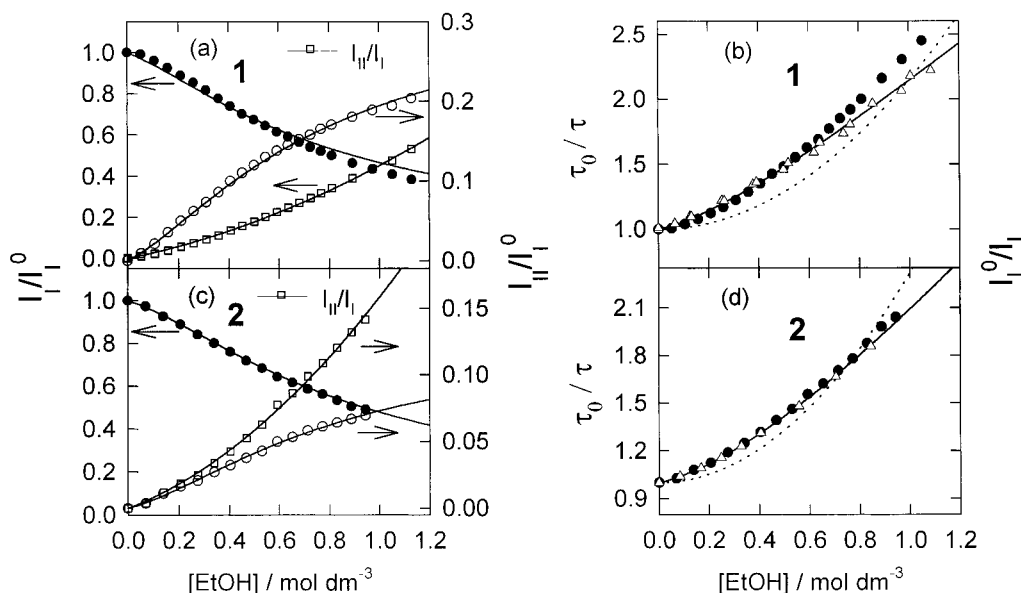 (a)
1
I_II/I_I
1.0
0.8
0.6
0.4
0.2
0.0
0.3
0.2
0.1
0.0
(b)
1
2.5
2.0
1.5
1.0
τ₀ / τ
I_I/I_I⁰
I_II/I_I⁰
(c)
2
I_II/I_I
1.0
0.8
0.6
0.4
0.2
0.0
0.15
0.10
0.05
0.00
(d)
2
2.1
1.8
1.5
1.2
0.9
τ₀ / τ
I⁰/I_I
0.0 0.2 0.4 0.6 0.8 1.0 1.2
[EtOH] / mol dm⁻³
0.0 0.2 0.4 0.6 0.8 1.0 1.2
[EtOH] / mol dm⁻³